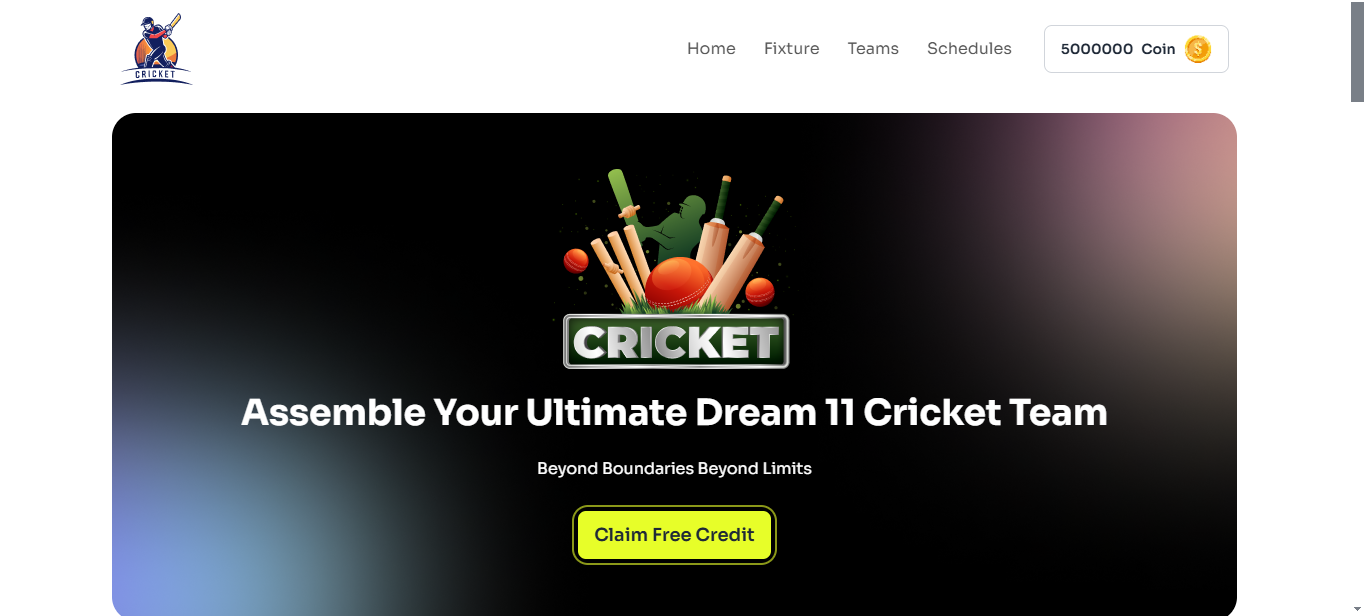 CRICKET
Home Fixture Teams Schedules 5000000 Coin $
CRICKET
Assemble Your Ultimate Dream 11 Cricket Team
Beyond Boundaries Beyond Limits
Claim Free Credit